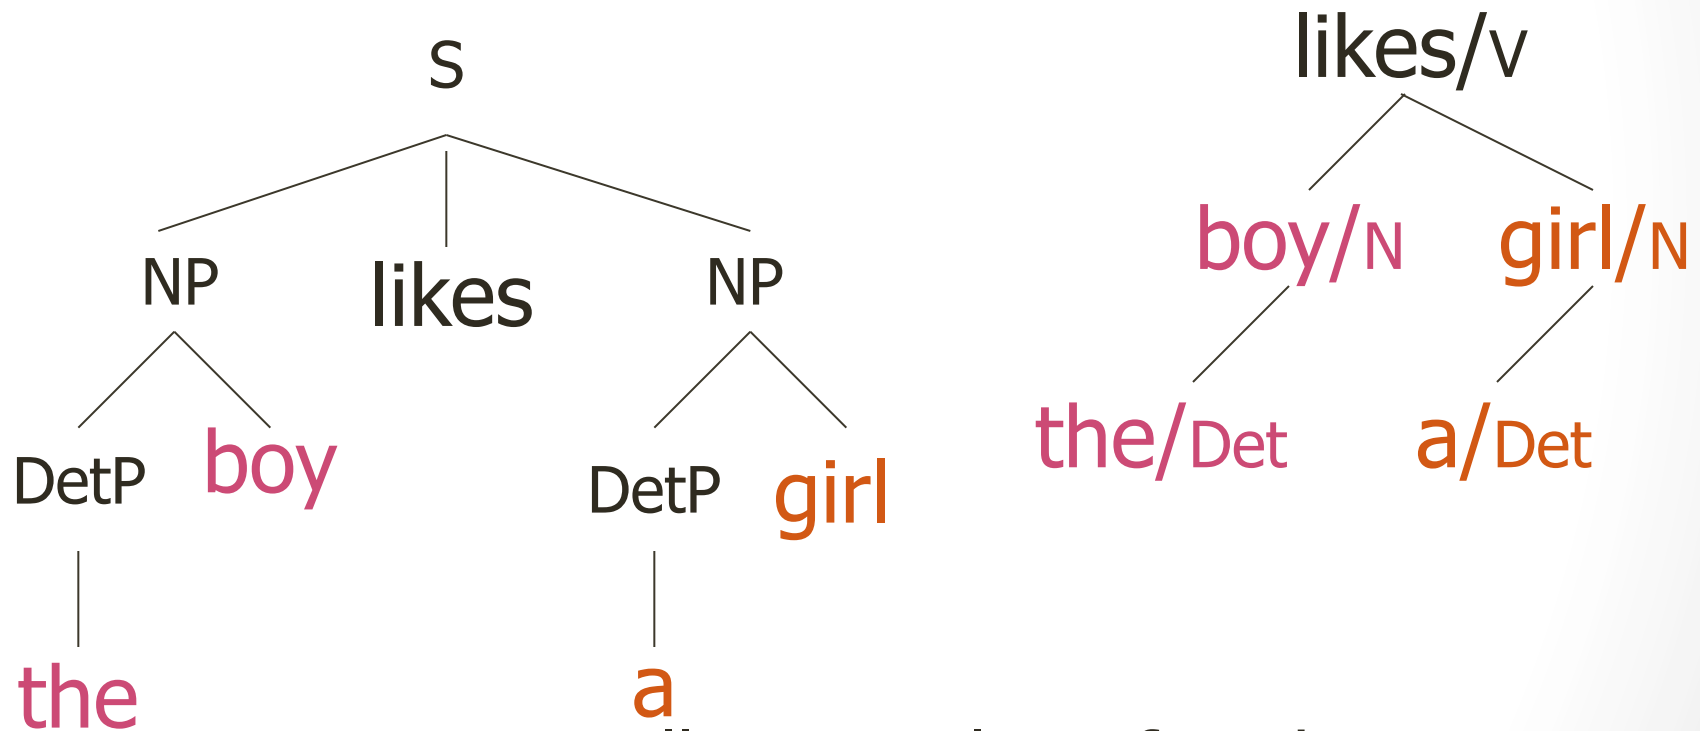 S
likes/V
NP likes NP
boy/N girl/N
DetP boy DetP girl
the/Det a/Det
the a